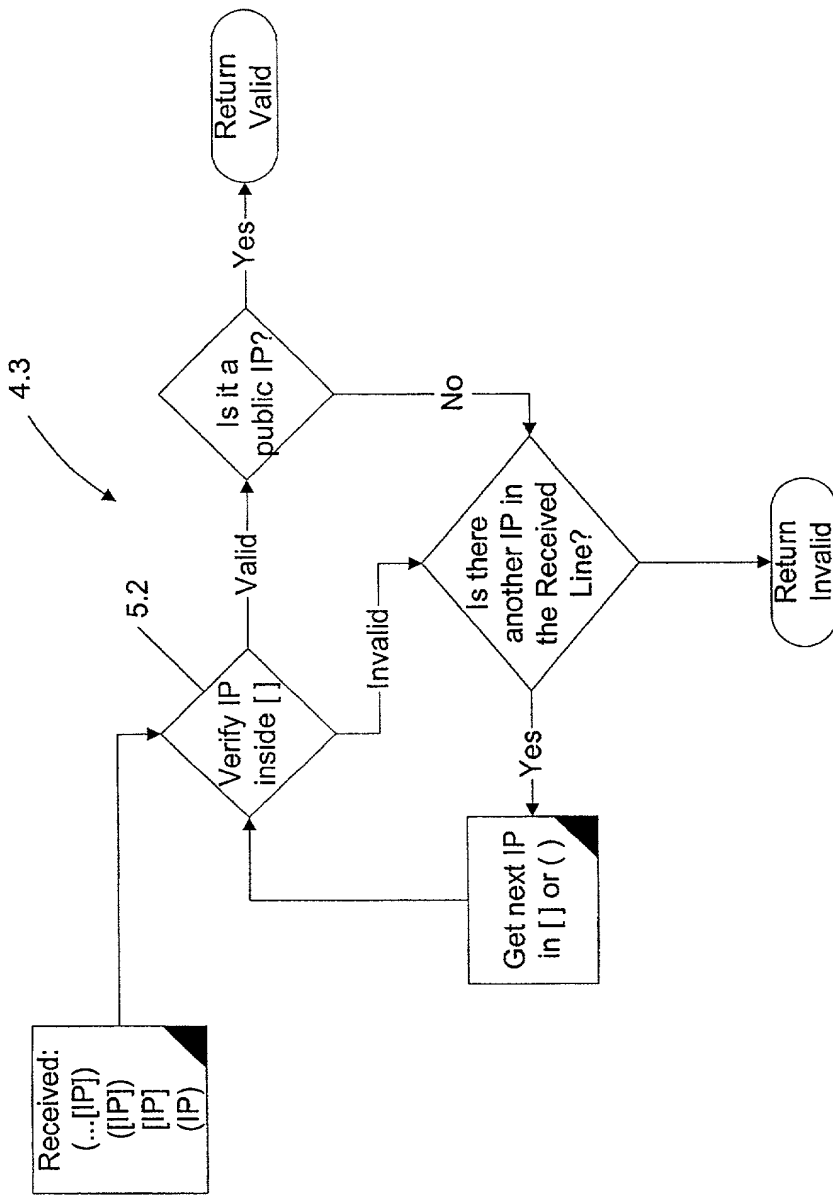 4.3
Received:
(...[IP])
([IP])
[IP]
(IP)
5.2
Verify IP
inside [ ]
Valid
Is it a
public IP?
Yes
Return
Valid
Invalid
No
Is there
another IP in
the Received
Line?
Yes
Get next IP
in [ ] or ( )
Return
Invalid